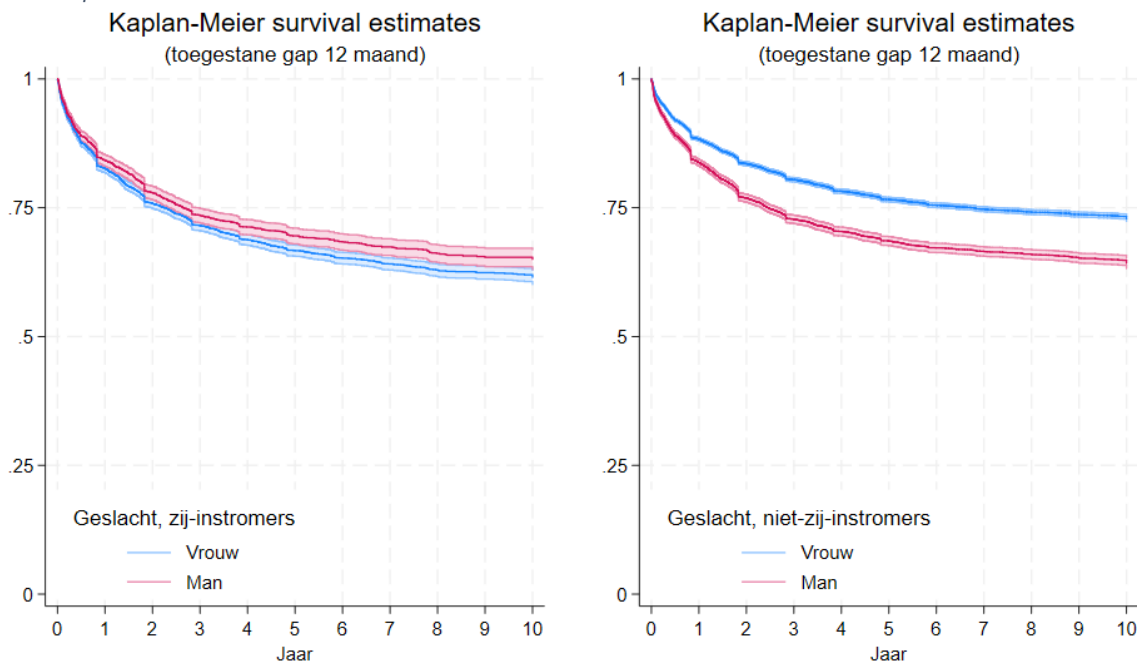 Kaplan-Meier survival estimates
(toegestane gap 12 maand)
1
.75
.5
.25
0
Geslacht, zij-instromers
Vrouw
Man
0 1 2 3 4 5 6 7 8 9 10
Jaar
Kaplan-Meier survival estimates
(toegestane gap 12 maand)
1
.75
.5
.25
0
Geslacht, niet-zij-instromers
Vrouw
Man
0 1 2 3 4 5 6 7 8 9 10
Jaar